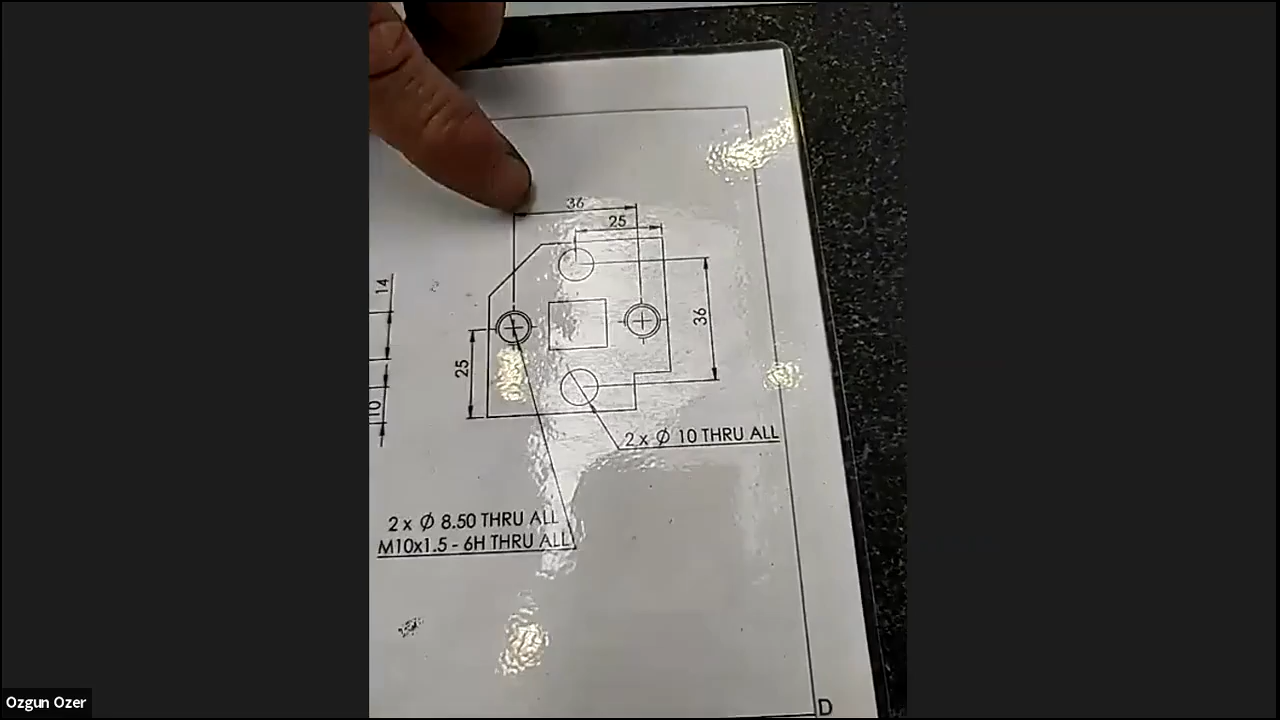 36
25
14
36
25
10
2 x Ø 10 THRU ALL
2 x Ø 8.50 THRU ALL
M10x1.5 - 6H THRU ALL
D
Ozgun Ozer